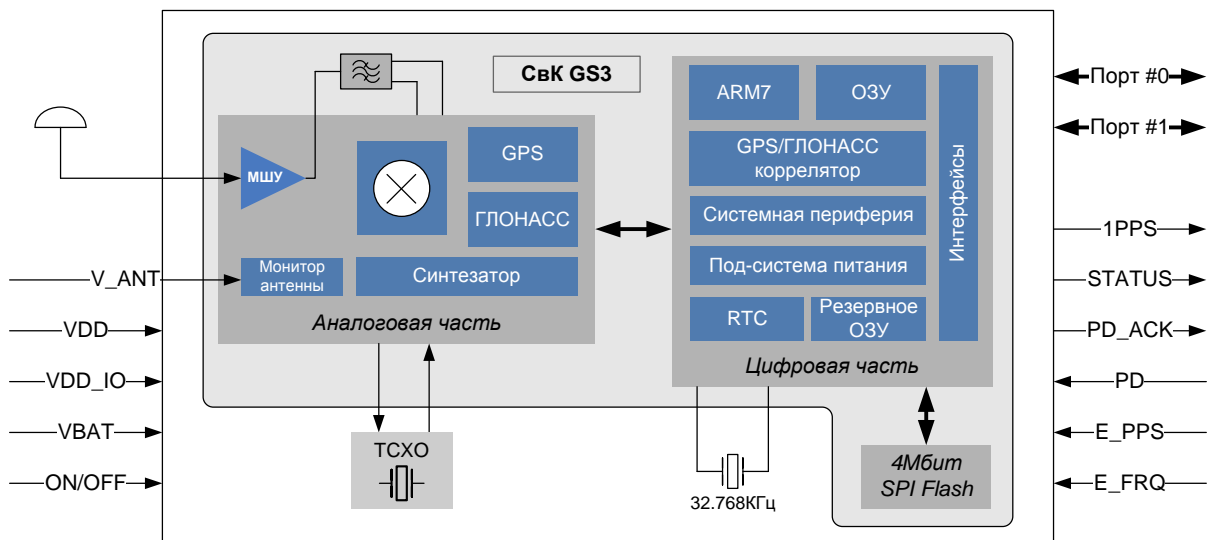 СвК GS3
ARM7
ОЗУ
Порт #0
Порт #1
GPS
GPS/ГЛОНАСС
коррелятор
Интерфейсы
МШУ
ГЛОНАСС
Системная периферия
1PPS
V_ANT
Монитор
антенны
Синтезатор
Под-система питания
STATUS
VDD
Аналоговая часть
RTC
Резервное
ОЗУ
PD_ACK
Цифровая часть
VDD_IO
PD
VBAT
TCXO
E_PPS
ON/OFF
32.768КГц
4Мбит
SPI Flash
E_FRQ